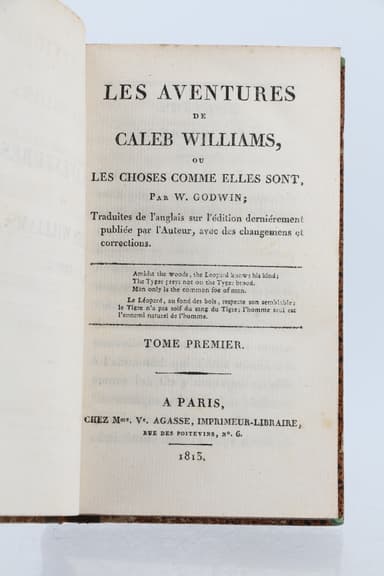 LES AVENTURES
DE
CALEB WILLIAMS,
OU
LES CHOSES COMME ELLES SONT,
PAR W. GODWIN;
Traduites de l'anglais sur l'édition derniérement
publiée par l'Auteur, avec des changemens et
corrections.
Amidst the woods, the Leopard knows his kind;
The Tyger preys not on the Tyger brood.
Man only is the common foe of man.
Le Léopard, au fond des bois, respecte son semblable;
le Tigre n'a pas soif du sang du Tigre; l'homme seul est
l'ennemi naturel de l'homme.
TOME PREMIER.
A PARIS,
CHEZ Mme. Ve. AGASSE, IMPRIMEUR-LIBRAIRE,
RUE DES POITEVINS, No. 6.
1813.